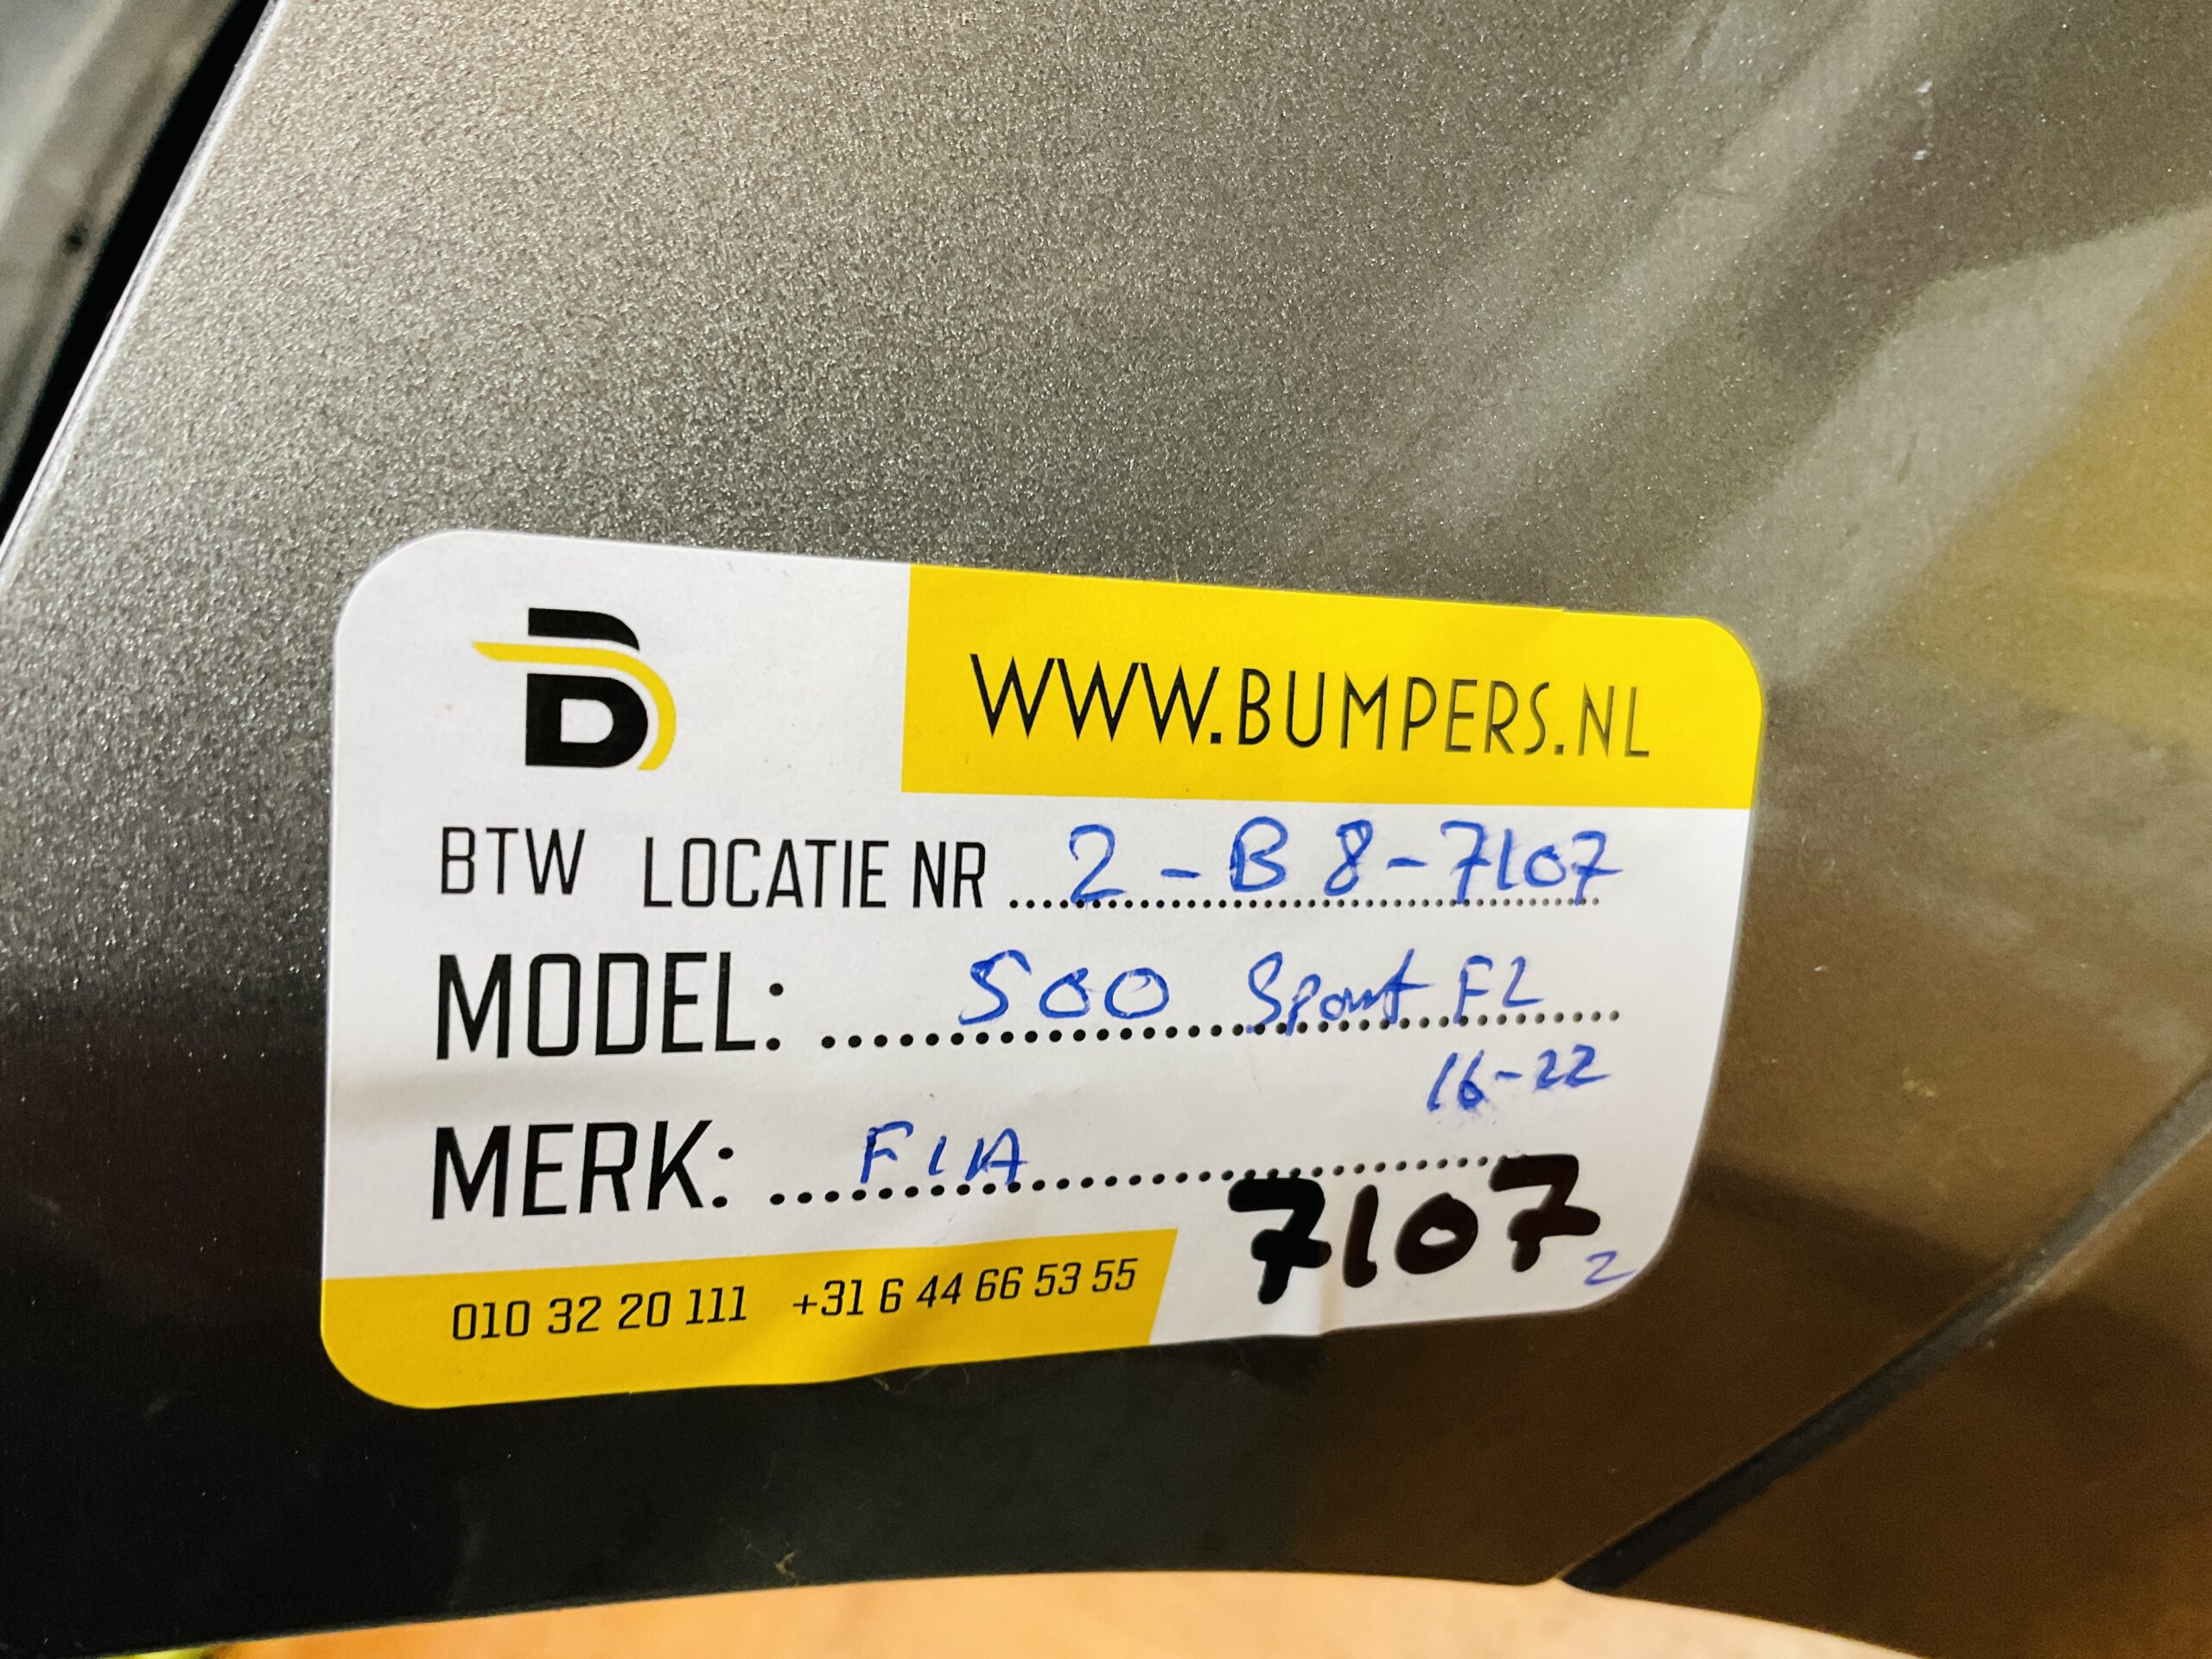 B
WWW.BUMPERS.NL
BTW LOCATIE NR 2-B8-7107
MODEL: 500 Sport FL
16-22
MERK: FIA
7107
2
010 32 20 111 +31 6 44 66 53 55